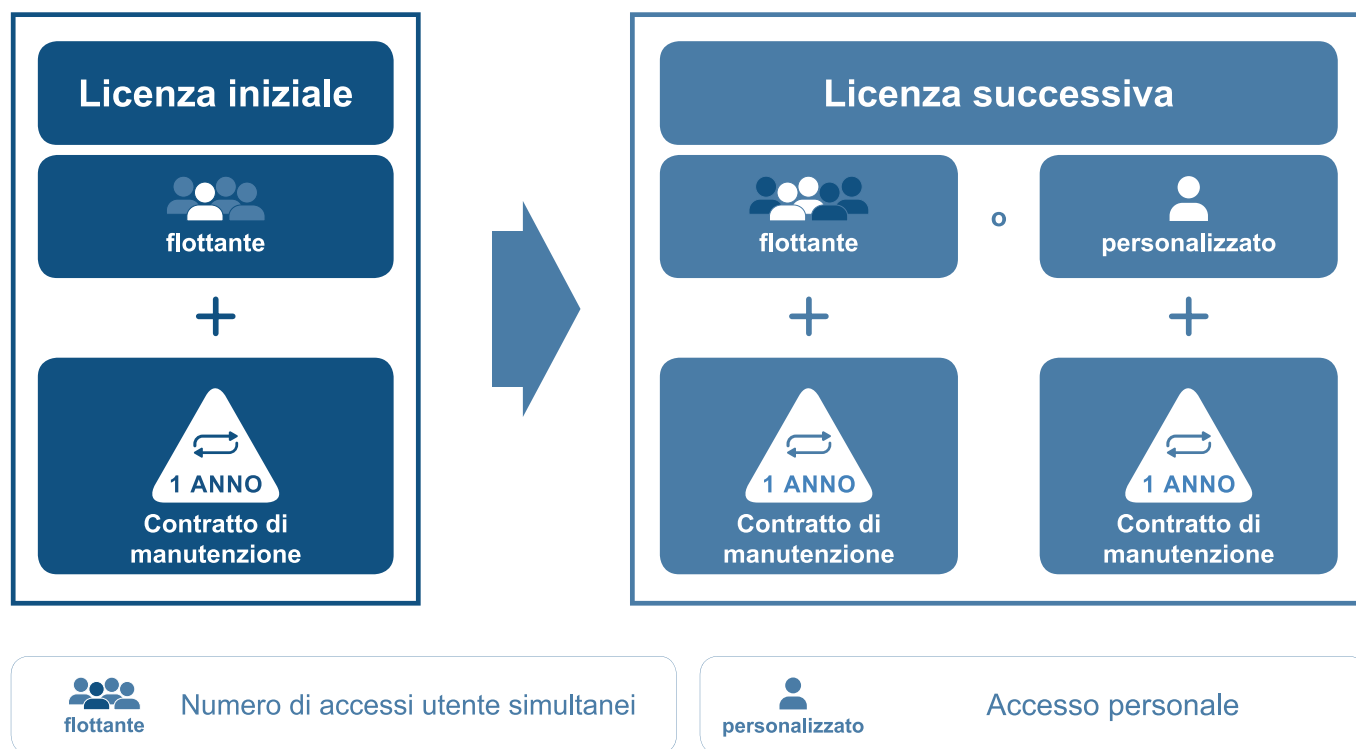 Licenza iniziale
flottante
1 ANNO
Contratto di
manutenzione
Licenza successiva
flottante
o
personalizzato
1 ANNO
Contratto di
manutenzione
1 ANNO
Contratto di
manutenzione
flottante
Numero di accessi utente simultanei
personalizzato
Accesso personale